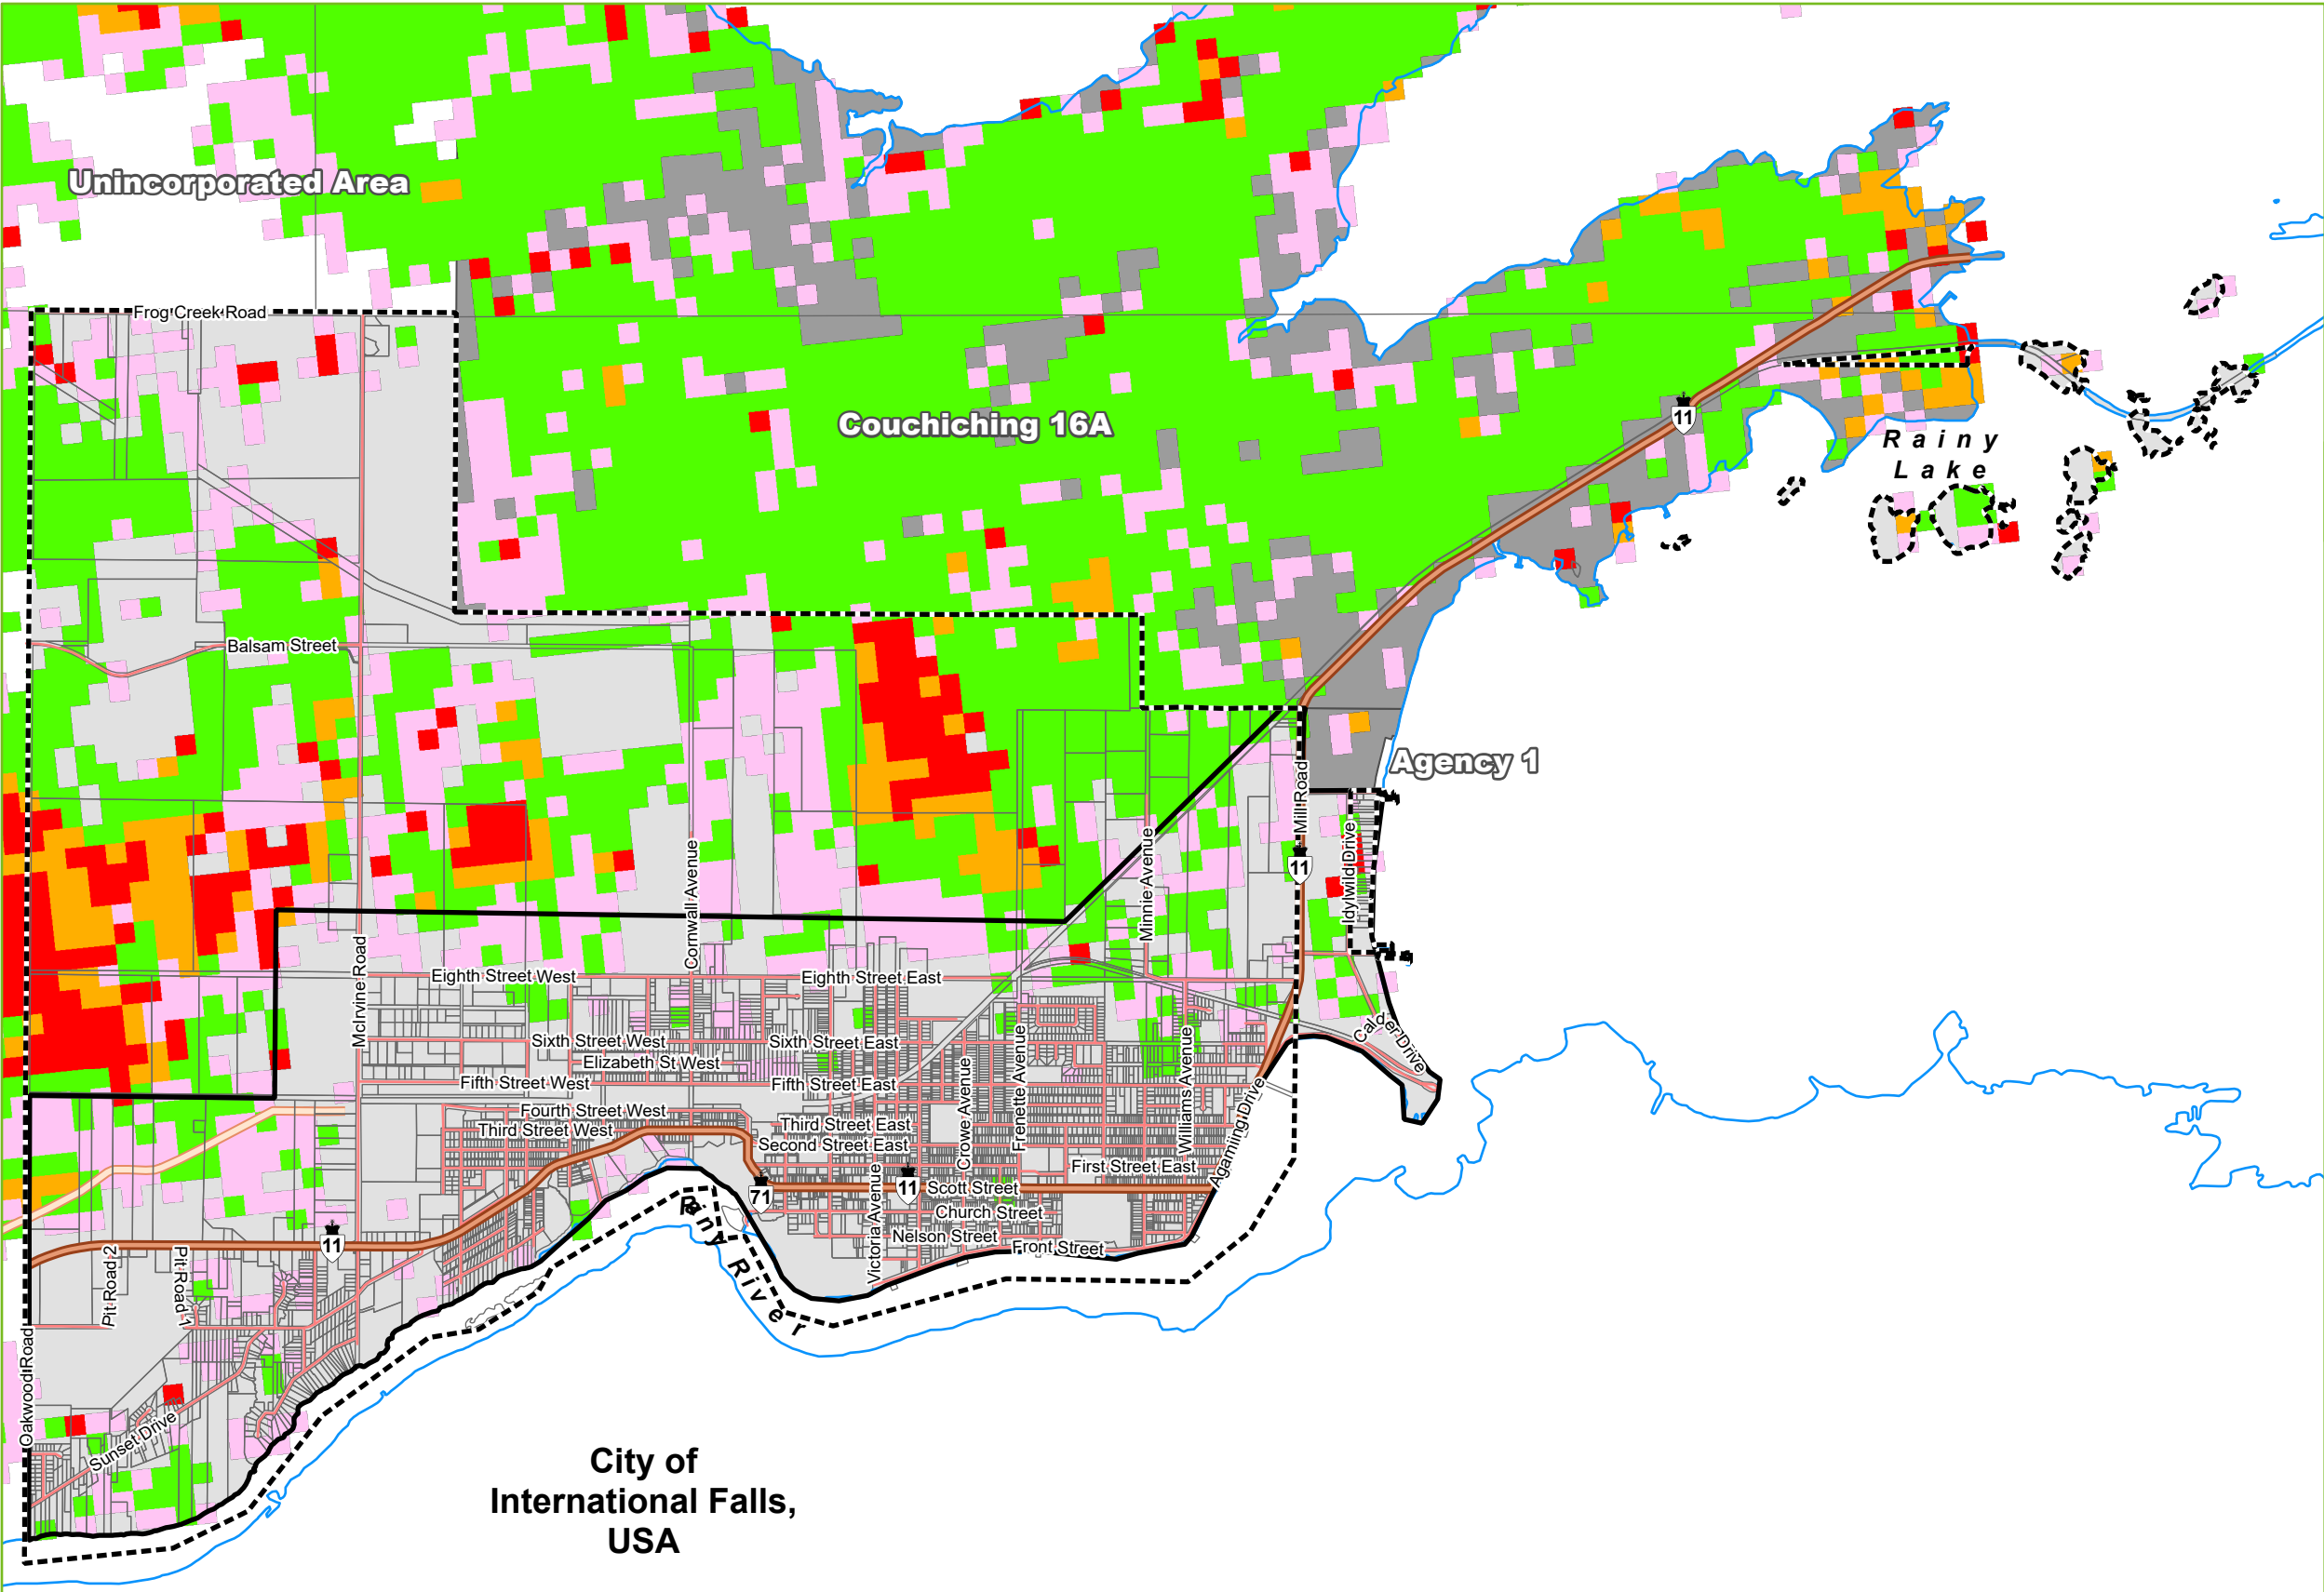 Unincorporated Area
Frog Creek Road
Couchiching 16A
11
Rainy
Lake
Balsam Street
Agency 1
Mill Road
11
Idylwild Drive
Minnie Avenue
Cornwall Avenue
McIrvine Road
Eighth Street West
Eighth Street East
Sixth Street West
Sixth Street East
Elizabeth St West
Fifth Street West
Fifth Street East
Calder Drive
Fourth Street West
Third Street West
Third Street East
Second Street East
Crowe Avenue
Frenette Avenue
Williams Avenue
First Street East
Agamiing Drive
71
11
Scott Street
Church Street
Nelson Street
Front Street
Victoria Avenue
Rainy River
11
Pit Road 2
Pit Road 1
Oakwood Road
Sunset Drive
City of
International Falls,
USA